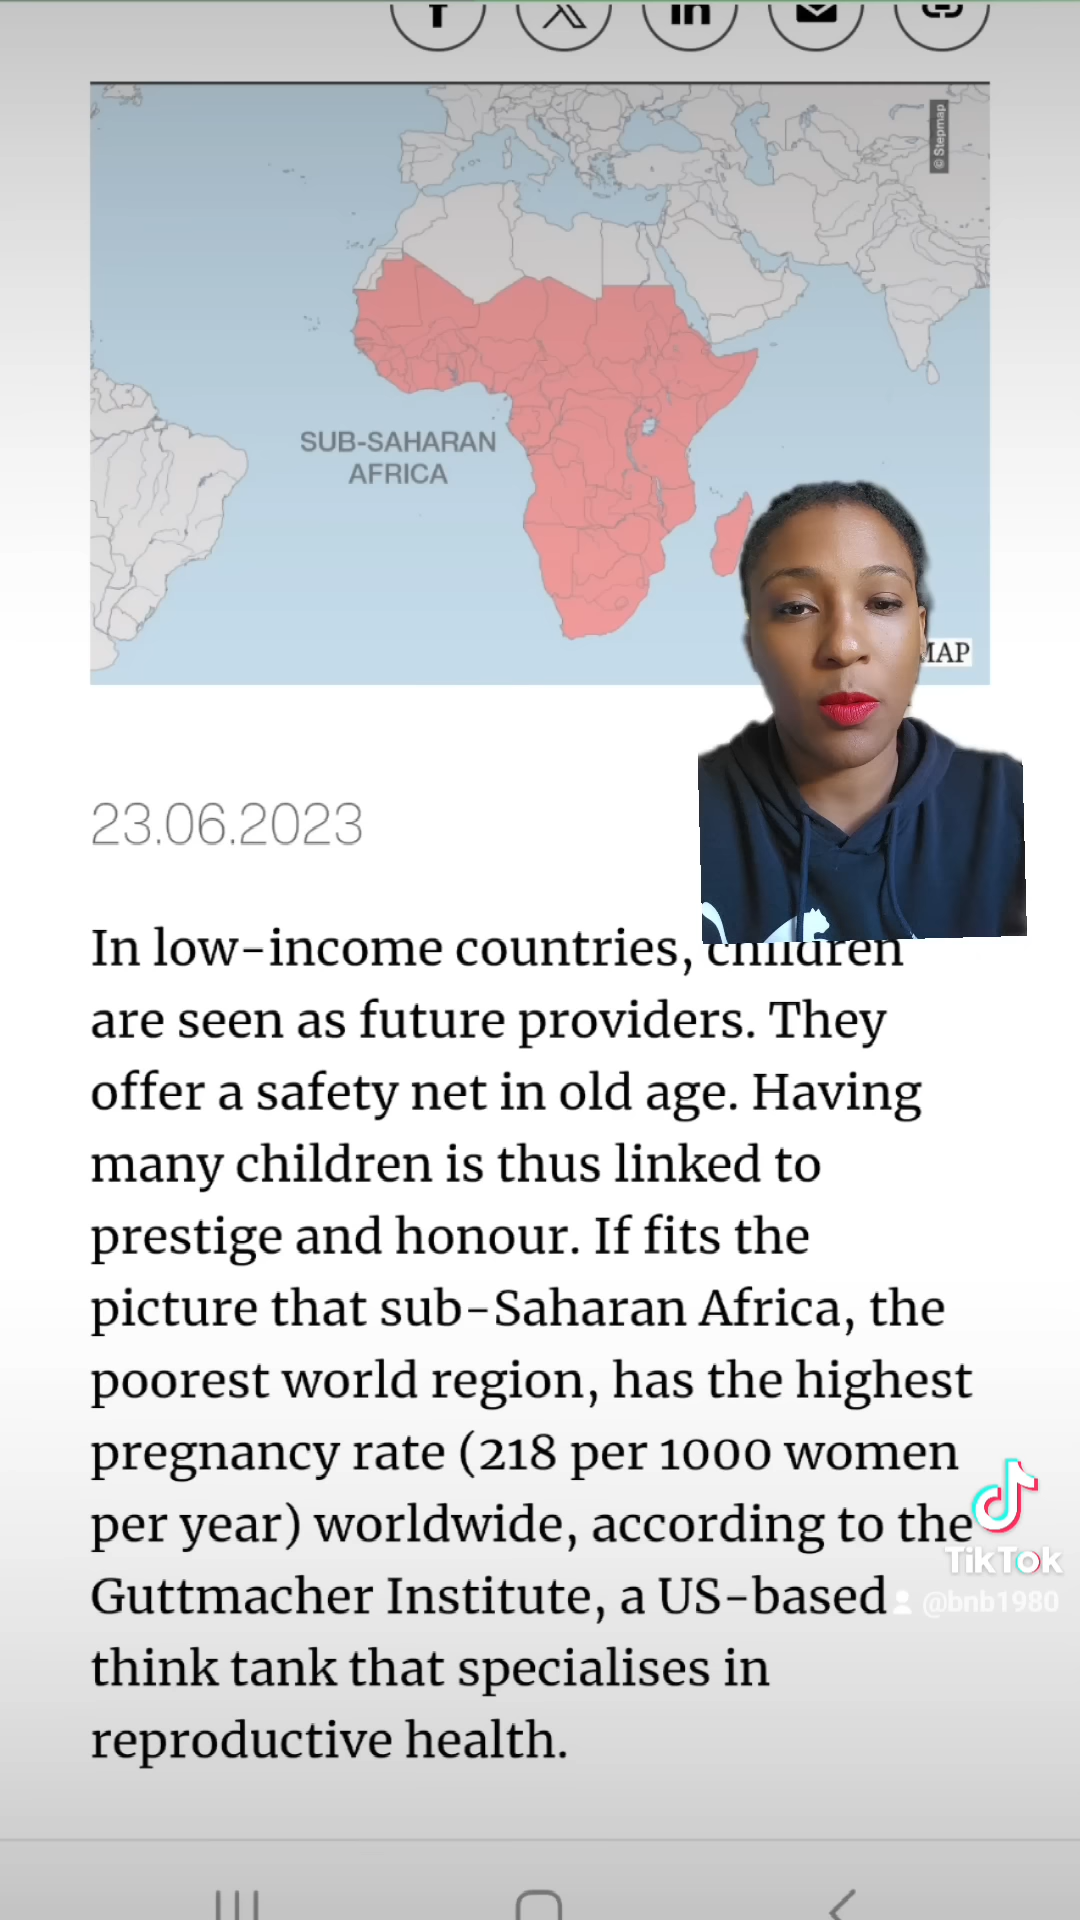 © Stepmap
SUB-SAHARAN
AFRICA
MAP
23.06.2023
In low-income countries, children
are seen as future providers. They
offer a safety net in old age. Having
many children is thus linked to
prestige and honour. If fits the
picture that sub-Saharan Africa, the
poorest world region, has the highest
pregnancy rate (218 per 1000 women
per year) worldwide, according to the
Guttmacher Institute, a US-based
think tank that specialises in
reproductive health.
TikTok
@bnb1980